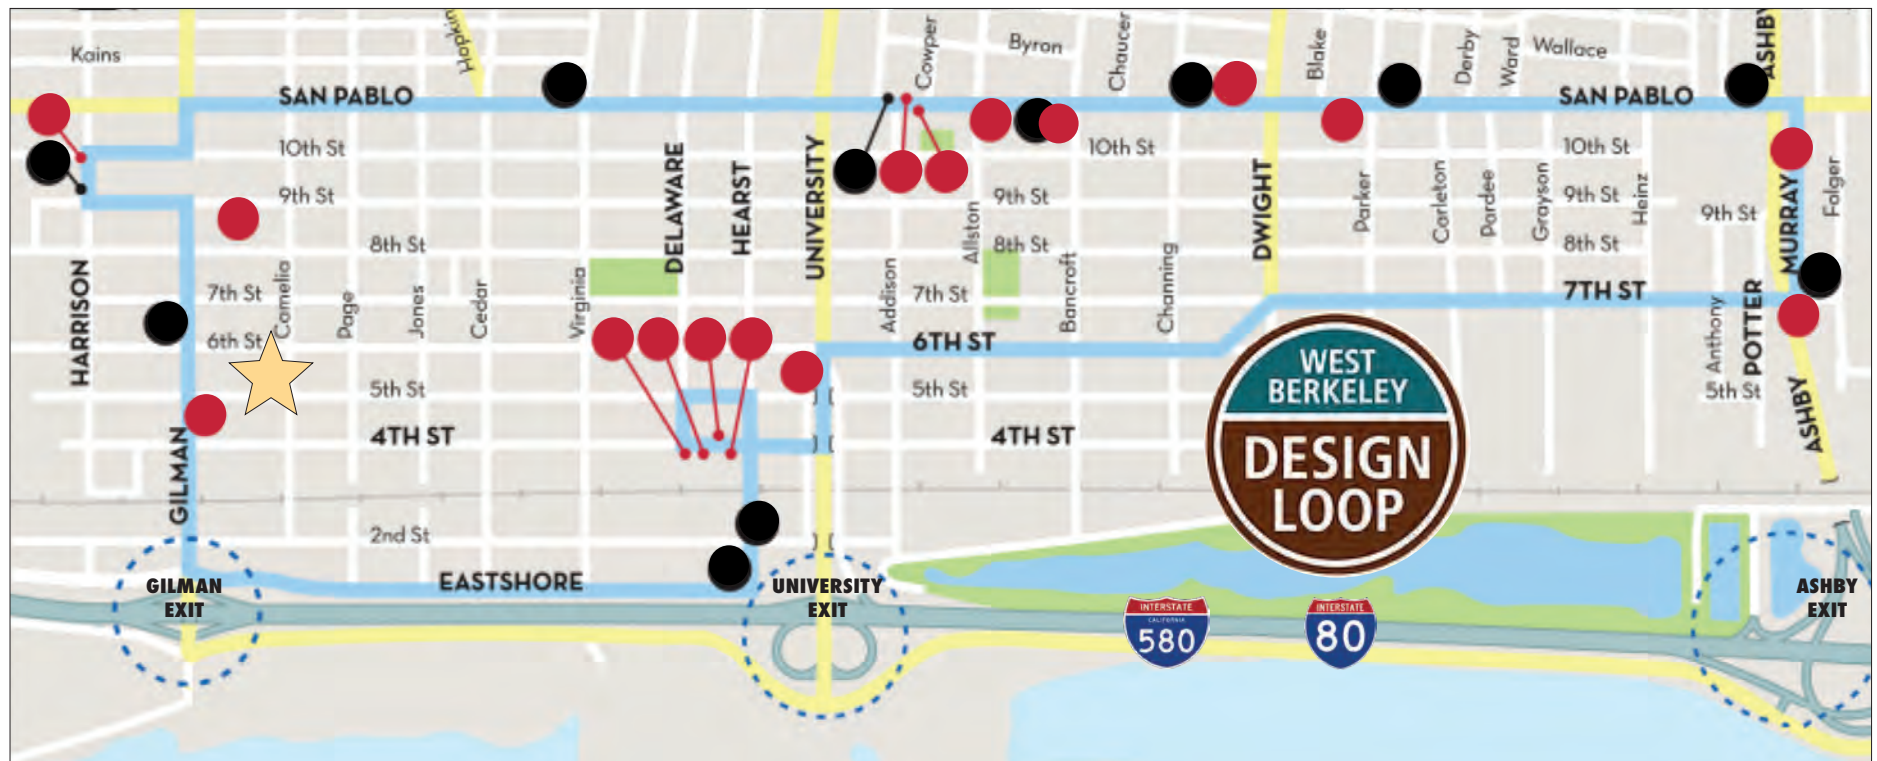 Kains
Hopkin
Cowper
Byron
Chaucer
Blake
Derby
Ward
Wallace
ASHBY
SAN PABLO
SAN PABLO
10th St
10th St
10th St
9th St
9th St
9th St
9th St
8th St
8th St
8th St
7th St
7th St
7TH ST
6th St
6TH ST
5th St
5th St
5th St
4TH ST
4TH ST
2nd St
EASTSHORE
HARRISON
GILMAN
Camelia
Page
Jones
Cedar
Virginia
DELAWARE
HEARST
UNIVERSITY
Addison
Allston
Bancroft
Channing
DWIGHT
Parker
Carleton
Pardee
Grayson
Heinz
Anthony
POTTER
MURRAY
Folger
ASHBY
WEST
BERKELEY
DESIGN
LOOP
GILMAN
EXIT
UNIVERSITY
EXIT
ASHBY
EXIT
INTERSTATE
CALIFORNIA
580
INTERSTATE
80